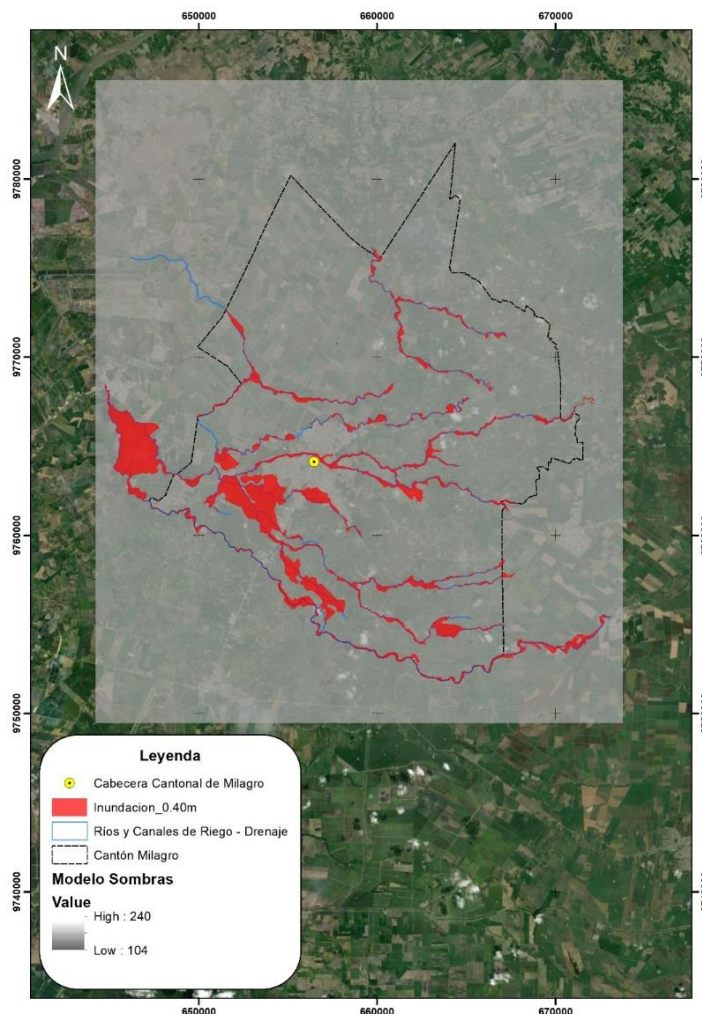 650000 660000 670000
N
9780000
9770000
9760000
9750000
9740000
Leyenda
Cabecera Cantonal de Milagro
Inundacion_0.40m
Ríos y Canales de Riego - Drenaje
Cantón Milagro
Modelo Sombras
Value
High : 240
Low : 104
650000 660000 670000